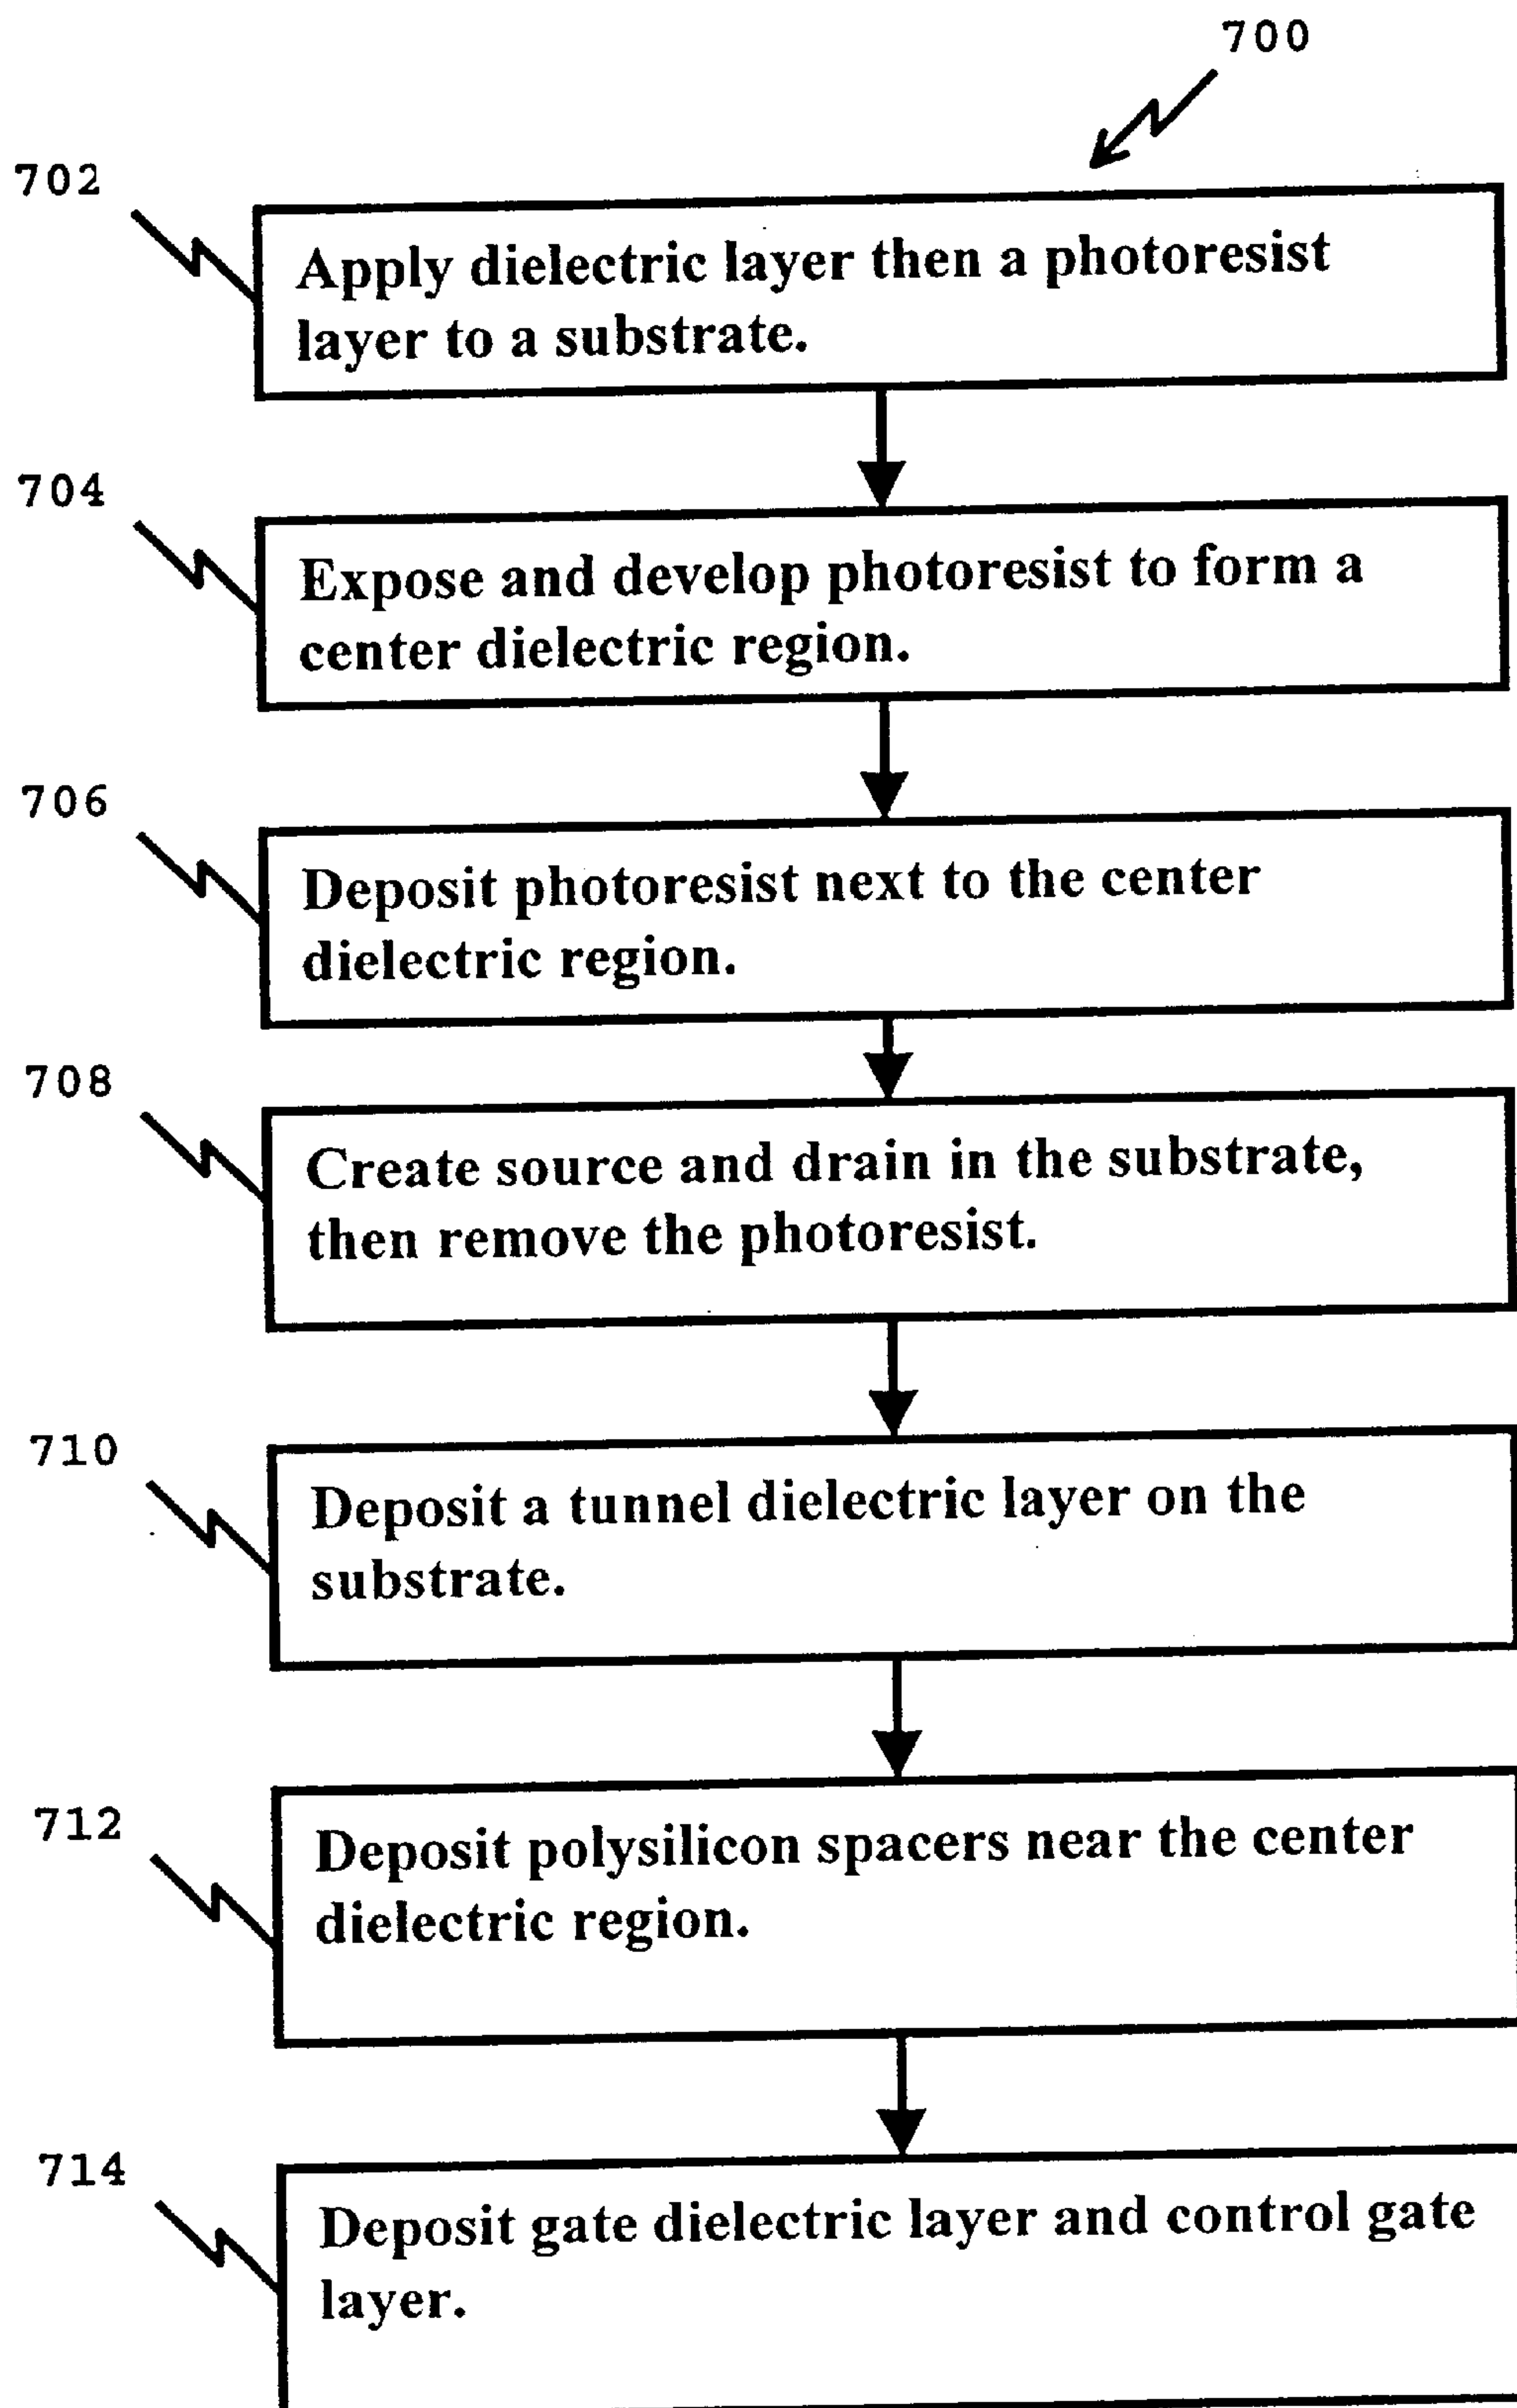 700
702
Apply dielectric layer then a photoresist
layer to a substrate.
704
Expose and develop photoresist to form a
center dielectric region.
706
Deposit photoresist next to the center
dielectric region.
708
Create source and drain in the substrate,
then remove the photoresist.
710
Deposit a tunnel dielectric layer on the
substrate.
712
Deposit polysilicon spacers near the center
dielectric region.
714
Deposit gate dielectric layer and control gate
layer.